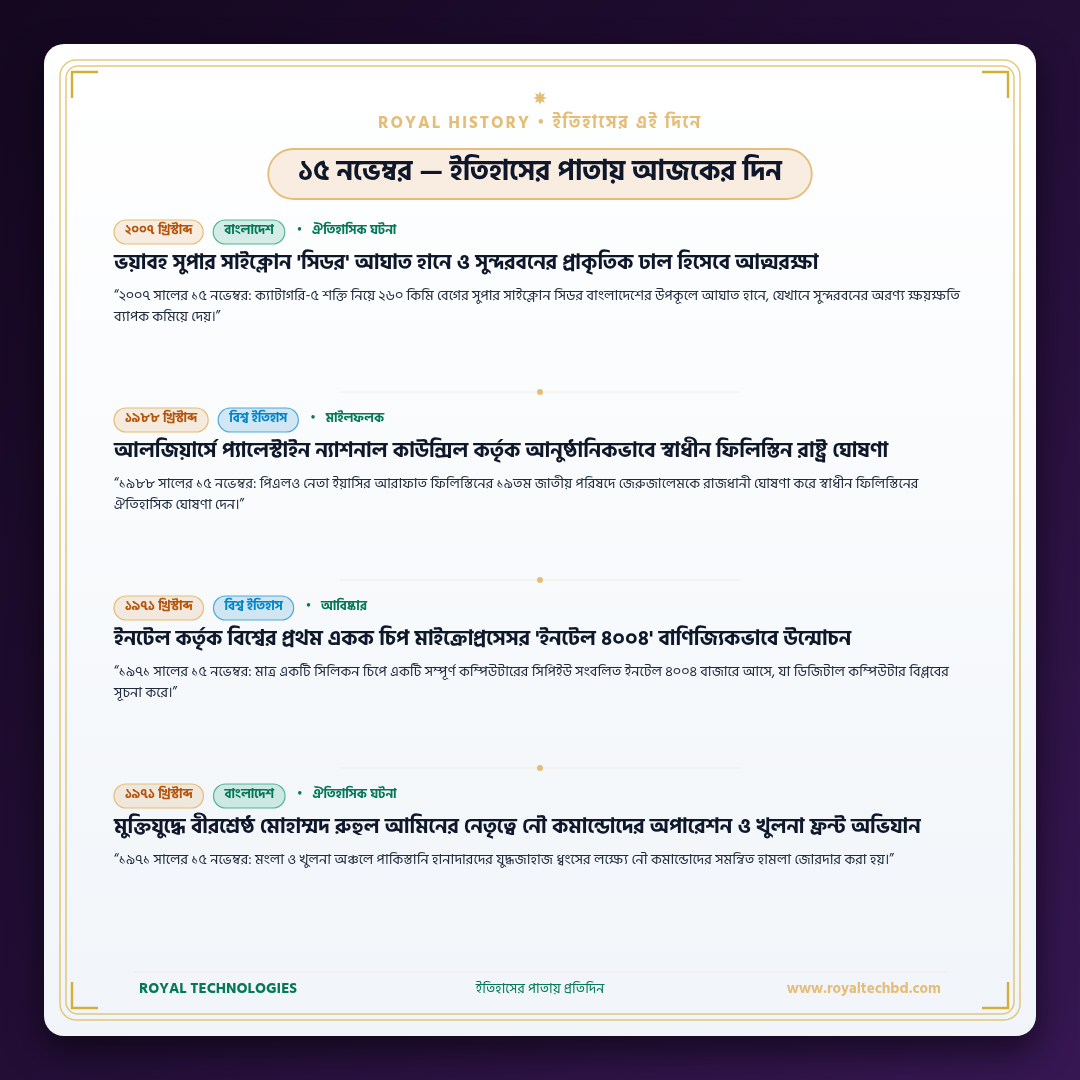 ROYAL HISTORY • ইতিহাসের এই দিনে
১৫ নভেম্বর — ইতিহাসের পাতায় আজকের দিন
২০০৭ খ্রিষ্টাব্দ বাংলাদেশ • ঐতিহাসিক ঘটনা
ভয়াবহ সুপার সাইক্লোন 'সিডর' আঘাত হানে ও সুন্দরবনের প্রাকৃতিক ঢাল হিসেবে আত্মরক্ষা
“২০০৭ সালের ১৫ নভেম্বর: ক্যাটাগরি-৫ শক্তি নিয়ে ২৬০ কিমি বেগের সুপার সাইক্লোন সিডর বাংলাদেশের উপকূলে আঘাত হানে, যেখানে সুন্দরবনের অরণ্য ক্ষয়ক্ষতি
ব্যাপক কমিয়ে দেয়।”
১৯৮৮ খ্রিষ্টাব্দ বিশ্ব ইতিহাস • মাইলফলক
আলজিয়ার্সে প্যালেস্টাইন ন্যাশনাল কাউন্সিল কর্তৃক আনুষ্ঠানিকভাবে স্বাধীন ফিলিস্তিন রাষ্ট্র ঘোষণা
“১৯৮৮ সালের ১৫ নভেম্বর: পিএলও নেতা ইয়াসির আরাফাত ফিলিস্তিনের ১৯তম জাতীয় পরিষদে জেরুজালেমকে রাজধানী ঘোষণা করে স্বাধীন ফিলিস্তিনের
ঐতিহাসিক ঘোষণা দেন।”
১৯৭১ খ্রিষ্টাব্দ বিশ্ব ইতিহাস • আবিষ্কার
ইনটেল কর্তৃক বিশ্বের প্রথম একক চিপ মাইক্রোপ্রসেসর 'ইনটেল ৪০০৪' বাণিজ্যিকভাবে উন্মোচন
“১৯৭১ সালের ১৫ নভেম্বর: মাত্র একটি সিলিকন চিপে একটি সম্পূর্ণ কম্পিউটারের সিপিইউ সংবলিত ইনটেল ৪০০৪ বাজারে আসে, যা ডিজিটাল কম্পিউটার বিপ্লবের
সূচনা করে।”
১৯৭১ খ্রিষ্টাব্দ বাংলাদেশ • ঐতিহাসিক ঘটনা
মুক্তিযুদ্ধে বীরশ্রেষ্ঠ মোহাম্মদ রুহুল আমিনের নেতৃত্বে নৌ কমান্ডোদের অপারেশন ও খুলনা ফ্রন্ট অভিযান
“১৯৭১ সালের ১৫ নভেম্বর: মংলা ও খুলনা অঞ্চলে পাকিস্তানি হানাদারদের যুদ্ধজাহাজ ধ্বংসের লক্ষ্যে নৌ কমান্ডোদের সমন্বিত হামলা জোরদার করা হয়।”
ROYAL TECHNOLOGIES ইতিহাসের পাতায় প্রতিদিন www.royaltechbd.com